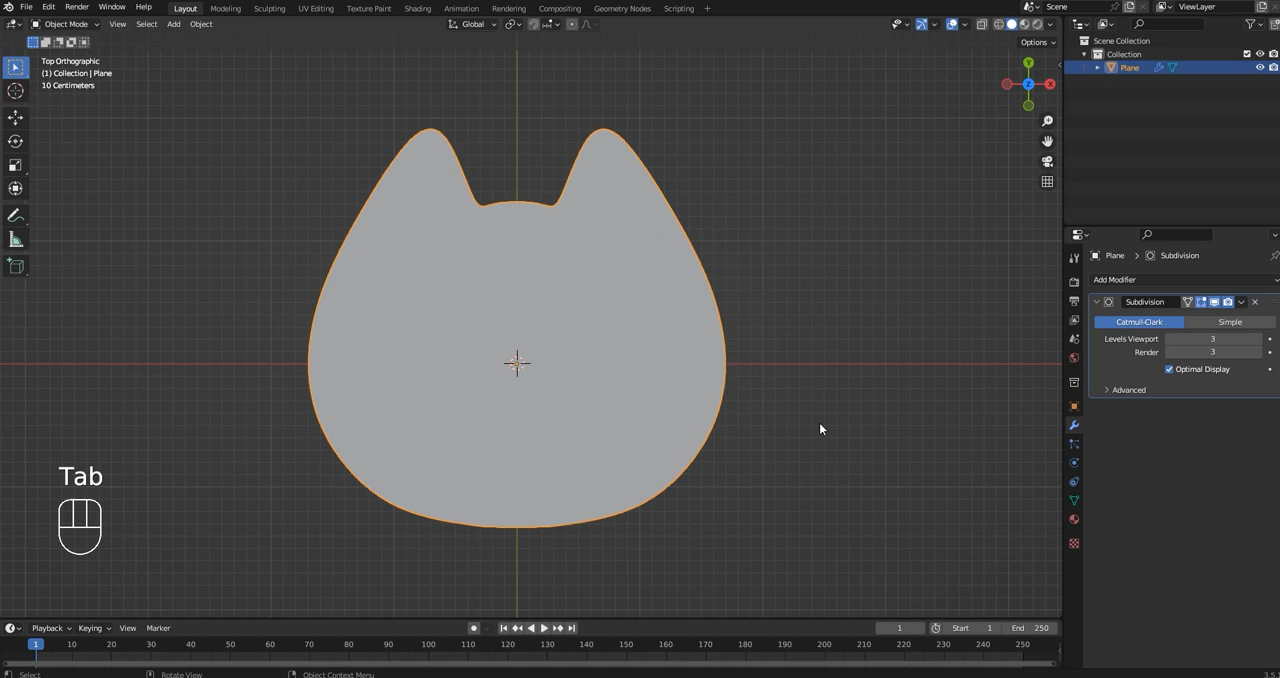 File Edit Render Window Help Layout Modeling Sculpting UV Editing Texture Paint Shading Animation Rendering Compositing Geometry Nodes Scripting + Scene ViewLayer
Object Mode View Select Add Object Global
Options
Top Orthographic
(1) Collection | Plane
10 Centimeters
Y
X
Z
Scene Collection
Collection
Plane
Plane > Subdivision
Add Modifier
Subdivision
Catmull-Clark Simple
Levels Viewport 3
Render 3
Optimal Display
Advanced
Tab
Playback Keying View Marker 1 Start 1 End 250
1 10 20 30 40 50 60 70 80 90 100 110 120 130 140 150 160 170 180 190 200 210 220 230 240 250
Select Rotate View Object Context Menu 3.5